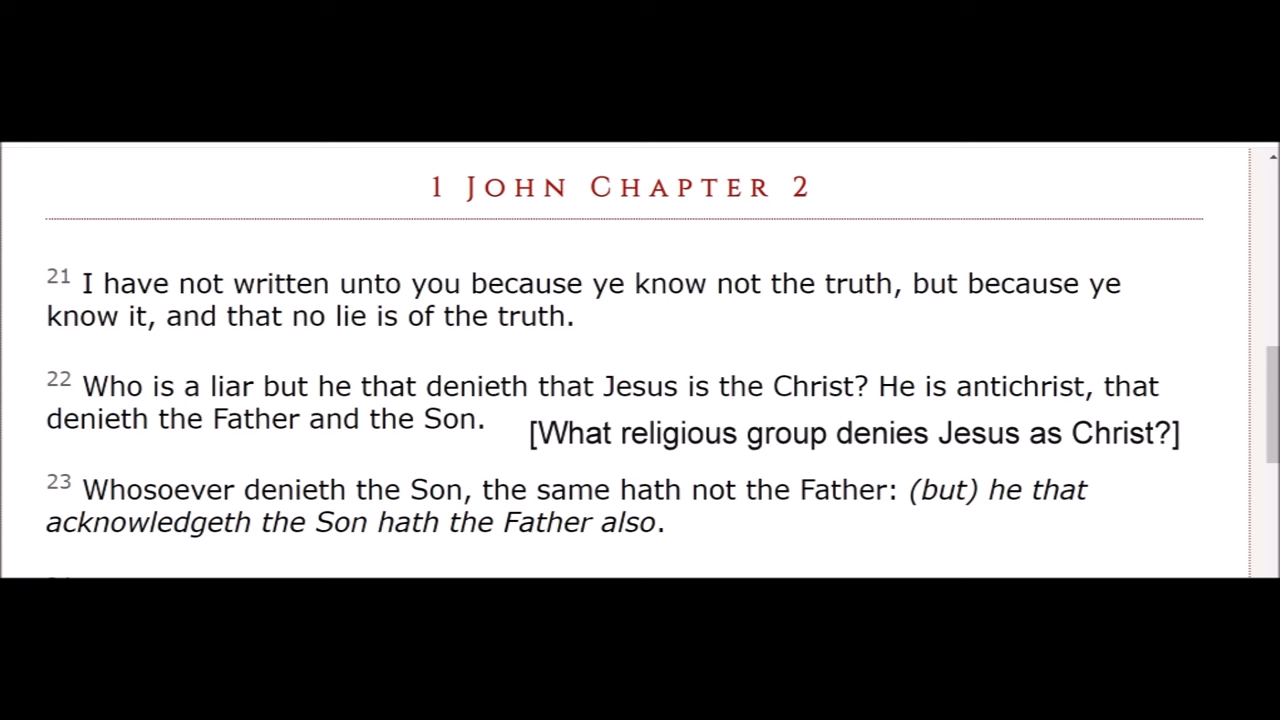 1 John Chapter 2
21 I have not written unto you because ye know not the truth, but because ye
know it, and that no lie is of the truth.
22 Who is a liar but he that denieth that Jesus is the Christ? He is antichrist, that
denieth the Father and the Son.
[What religious group denies Jesus as Christ?]
23 Whosoever denieth the Son, the same hath not the Father: (but) he that
acknowledgeth the Son hath the Father also.